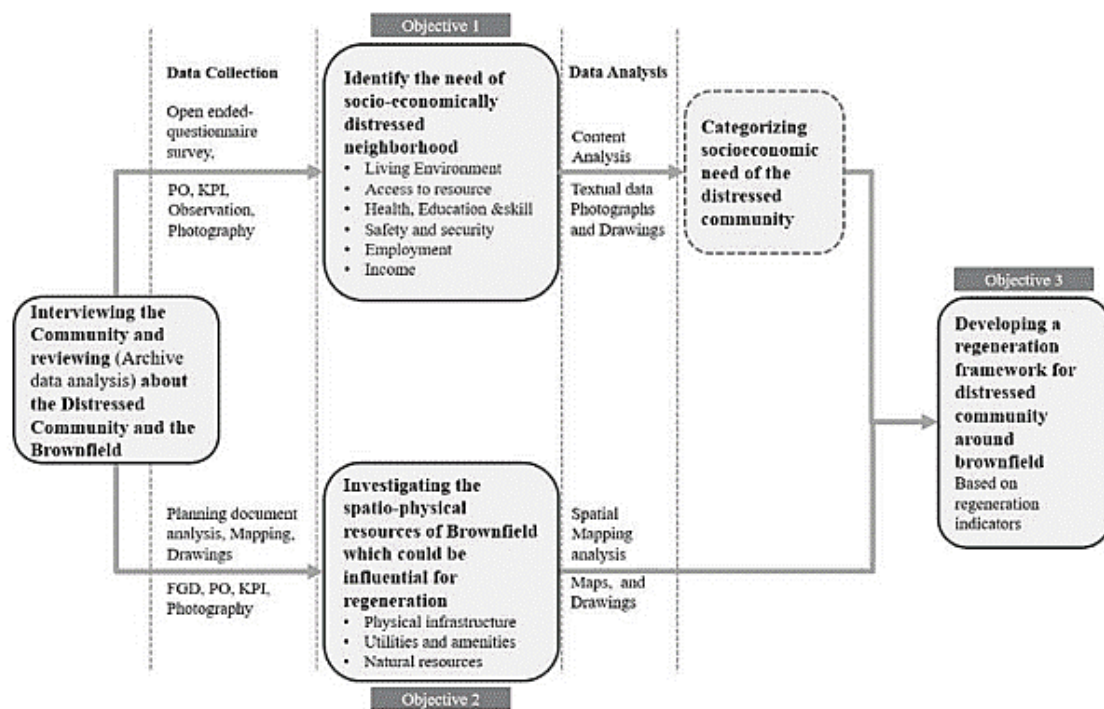 Objective 1
Data Collection
Open ended-
questionnaire
survey,
PO, KPI,
Observation,
Photography
Identify the need of
socio-economically
distressed
neighborhood
• Living Environment
• Access to resource
• Health, Education &skill
• Safety and security
• Employment
• Income
Data Analysis
Content
Analysis
Textual data
Photographs
and Drawings
Categorizing
socioeconomic
need of the
distressed
community
Interviewing the
Community and
reviewing (Archive
data analysis) about
the Distressed
Community and the
Brownfield
Objective 3
Developing a
regeneration
framework for
distressed
community
around
brownfield
Based on
regeneration
indicators
Planning document
analysis, Mapping,
Drawings
FGD, PO, KPI,
Photography
Investigating the
spatio-physical
resources of Brownfield
which could be
influential for
regeneration
• Physical infrastructure
• Utilities and amenities
• Natural resources
Spatial
Mapping
analysis
Maps, and
Drawings
Objective 2